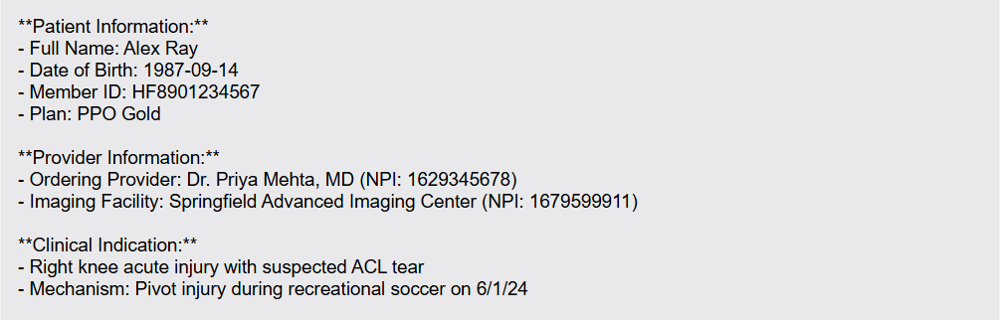 **Patient Information:**
- Full Name: Alex Ray
- Date of Birth: 1987-09-14
- Member ID: HF8901234567
- Plan: PPO Gold
**Provider Information:**
- Ordering Provider: Dr. Priya Mehta, MD (NPI: 1629345678)
- Imaging Facility: Springfield Advanced Imaging Center (NPI: 1679599911)
**Clinical Indication:**
- Right knee acute injury with suspected ACL tear
- Mechanism: Pivot injury during recreational soccer on 6/1/24